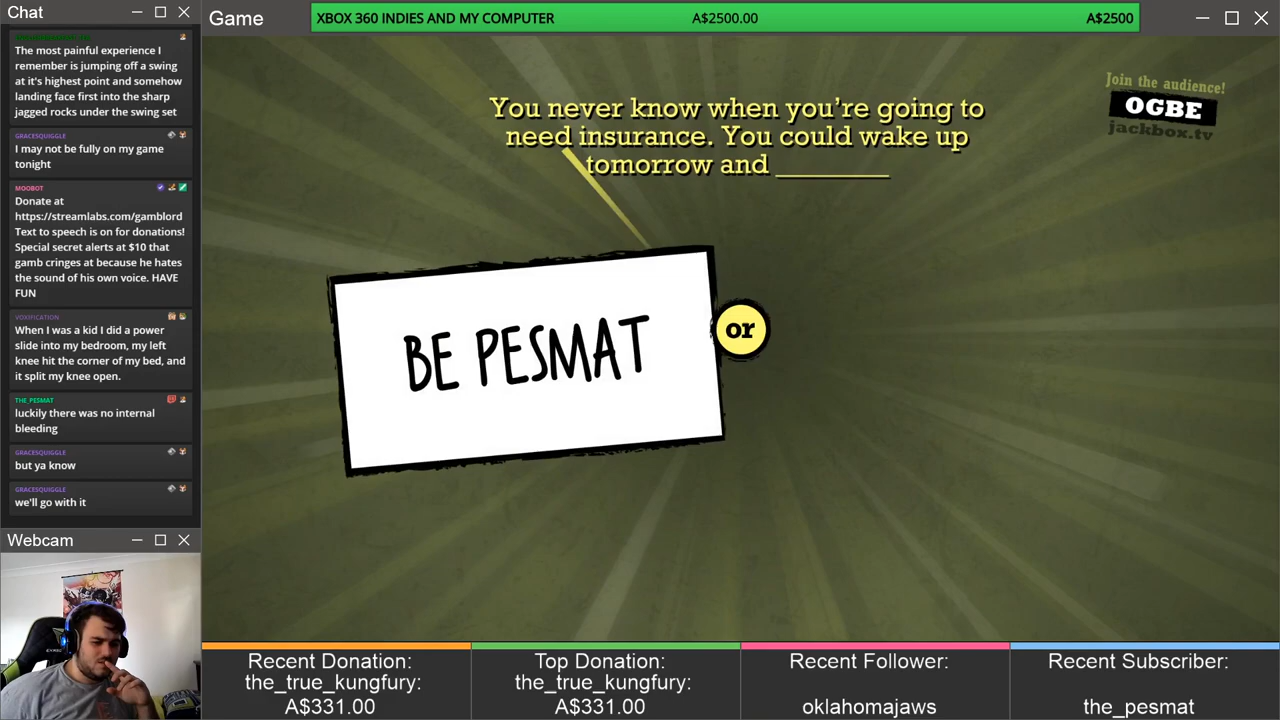 Chat
The most painful experience I
remember is jumping off a swing
at it's highest point and somehow
landing face first into the sharp
jagged rocks under the swing set
GRACESQUIGGLE
I may not be fully on my game
tonight
MOOBOT
Donate at
https://streamlabs.com/gamblord
Text to speech is on for donations!
Special secret alerts at $10 that
gamb cringes at because he hates
the sound of his own voice. HAVE
FUN
VOXIFICATION
When I was a kid I did a power
slide into my bedroom, my left
knee hit the corner of my bed, and
it split my knee open.
THE_PESMAT
luckily there was no internal
bleeding
GRACESQUIGGLE
but ya know
GRACESQUIGGLE
we'll go with it
Webcam
Game
XBOX 360 INDIES AND MY COMPUTER A$2500.00 A$2500
You never know when you're going to
need insurance. You could wake up
tomorrow and ________
Join the audience!
OGBE
jackbox.tv
BE PESMAT
or
Recent Donation:
the_true_kungfury:
A$331.00
Top Donation:
the_true_kungfury:
A$331.00
Recent Follower:
oklahomajaws
Recent Subscriber:
the_pesmat